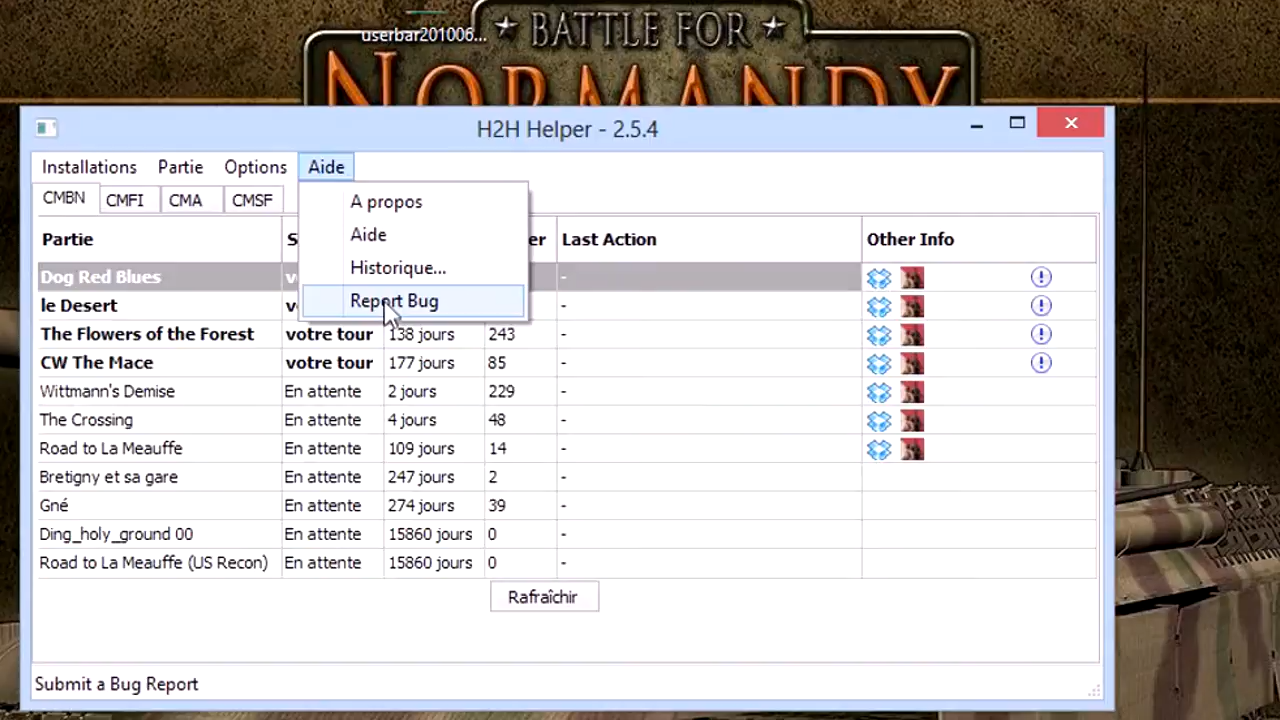 userbar201006...
BATTLE FOR
NORMANDY
H2H Helper - 2.5.4
Installations Partie Options Aide
CMBN CMFI CMA CMSF
A propos
Aide
Historique...
Report Bug
Partie S er Last Action Other Info
Dog Red Blues v -
le Desert v -
The Flowers of the Forest votre tour 138 jours 243 -
CW The Mace votre tour 177 jours 85 -
Wittmann's Demise En attente 2 jours 229 -
The Crossing En attente 4 jours 48 -
Road to La Meauffe En attente 109 jours 14 -
Bretigny et sa gare En attente 247 jours 2 -
Gné En attente 274 jours 39 -
Ding_holy_ground 00 En attente 15860 jours 0 -
Road to La Meauffe (US Recon) En attente 15860 jours 0 -
Rafraîchir
Submit a Bug Report